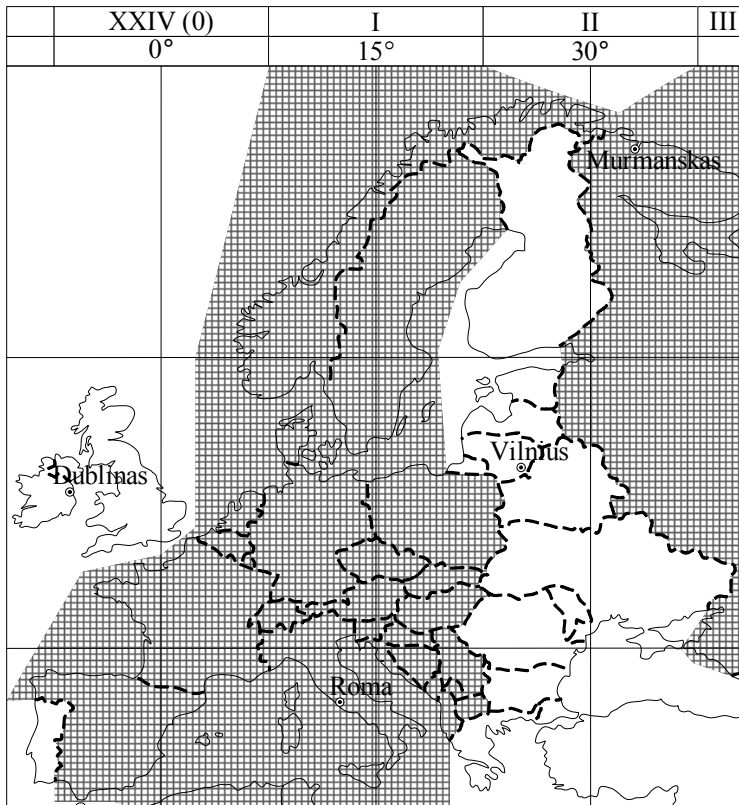 XXIV (0) I II III
0° 15° 30°
Murmanskas
Vilnius
Dublinas
Roma